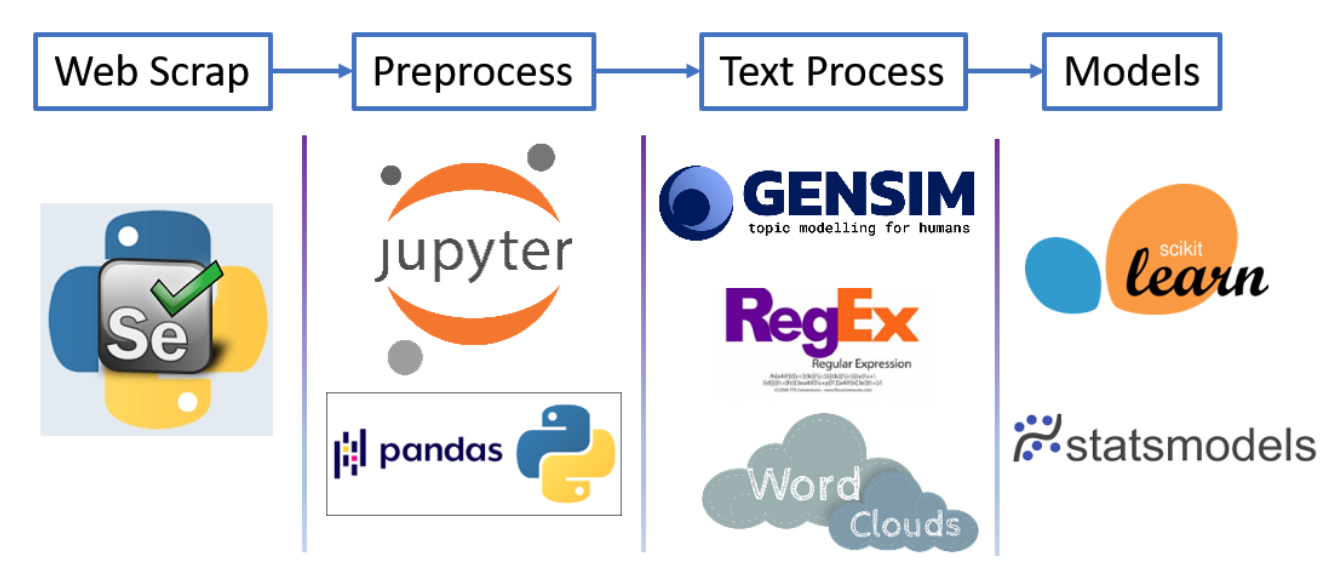 Web Scrap
Preprocess
Text Process
Models
Se
jupyter
pandas
GENSIM
topic modelling for humans
RegEx
Regular Expression
Word
Clouds
scikit
learn
statsmodels